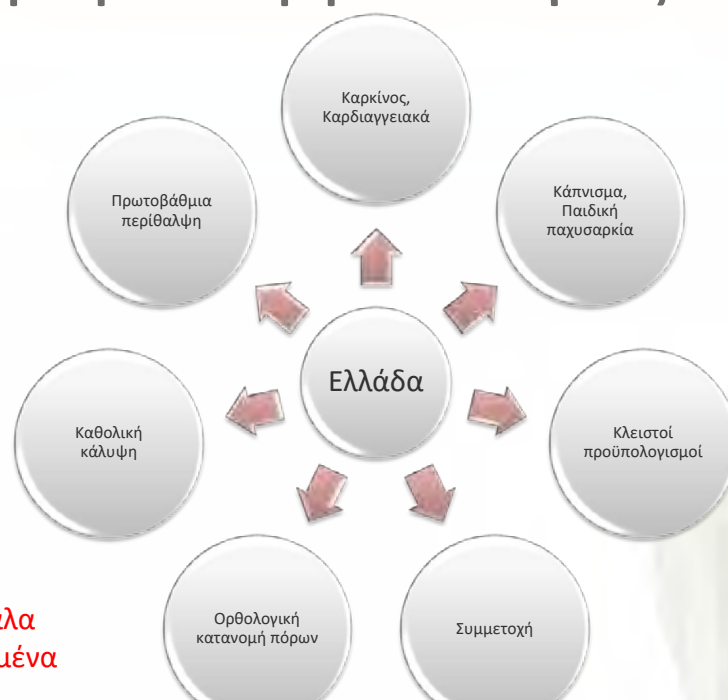 Καρκίνος,
Καρδιαγγειακά
Κάπνισμα,
Παιδική
παχυσαρκία
Πρωτοβάθμια
περίθαλψη
Ελλάδα
Κλειστοί
προϋπολογισμοί
Καθολική
κάλυψη
Ορθολογική
κατανομή πόρων
Συμμετοχή